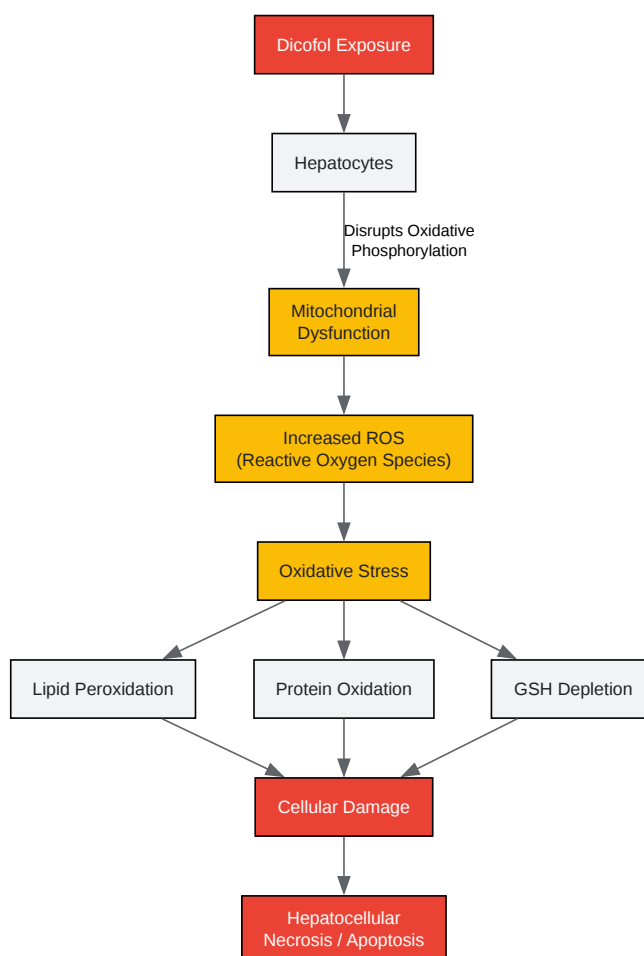 Dicofol Exposure
Hepatocytes
Disrupts Oxidative
Phosphorylation
Mitochondrial
Dysfunction
Increased ROS
(Reactive Oxygen Species)
Oxidative Stress
Lipid Peroxidation
Protein Oxidation
GSH Depletion
Cellular Damage
Hepatocellular
Necrosis / Apoptosis